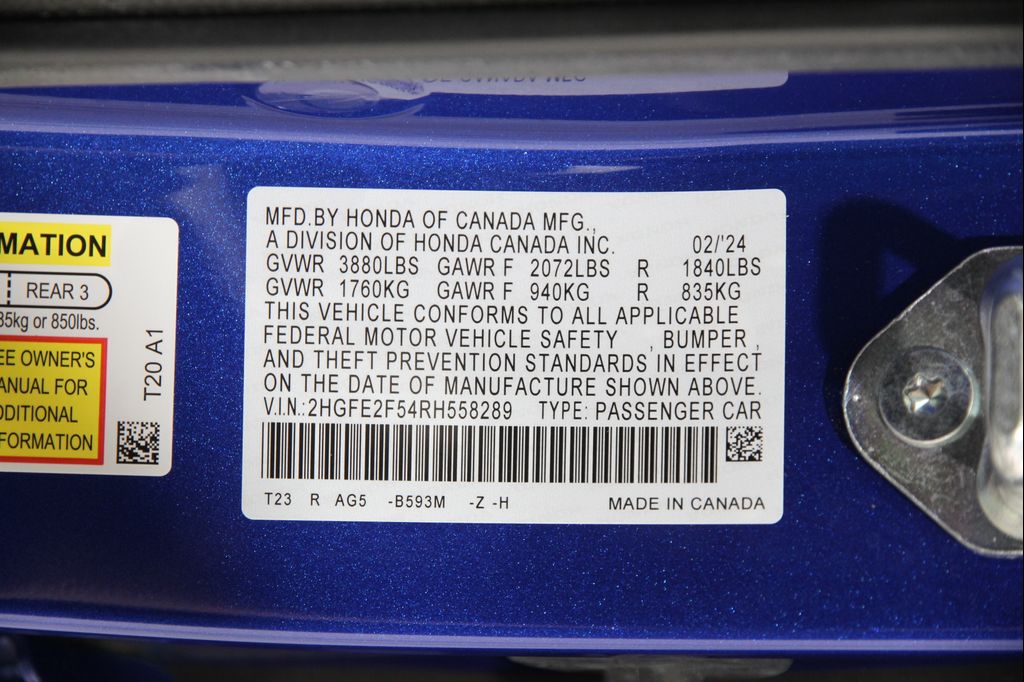 MATION
REAR 3
35kg or 850lbs.
EE OWNER'S
ANUAL FOR
DDITIONAL
FORMATION
T20 A1
MFD.BY HONDA OF CANADA MFG.,
A DIVISION OF HONDA CANADA INC. 02/'24
GVWR 3880LBS GAWR F 2072LBS R 1840LBS
GVWR 1760KG GAWR F 940KG R 835KG
THIS VEHICLE CONFORMS TO ALL APPLICABLE
FEDERAL MOTOR VEHICLE SAFETY , BUMPER ,
AND THEFT PREVENTION STANDARDS IN EFFECT
ON THE DATE OF MANUFACTURE SHOWN ABOVE.
V.I.N.:2HGFE2F54RH558289 TYPE: PASSENGER CAR
T23 R AG5 -B593M -Z -H MADE IN CANADA